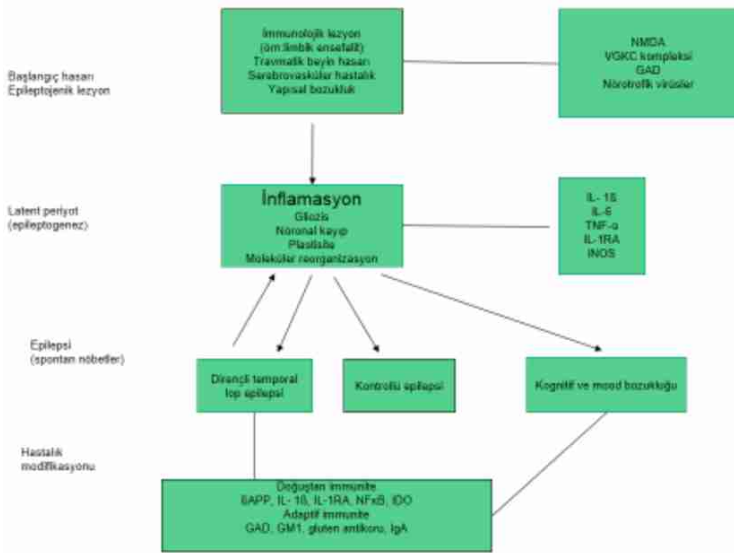 Başlangıç hasarı
Epileptojenik lezyon
İmmunolojik lezyon
(örn:limbik ensefalit)
Travmatik beyin hasarı
Serebrovasküler hastalık
Yapısal bozukluk
NMDA
VGKC kompleksi
GAD
Nörotrofik virüsler
Latent periyot
(epileptogenez)
İnflamasyon
Gliozis
Nöronal kayıp
Plastisite
Moleküler reorganizasyon
IL- 1ß
IL-6
TNF-α
IL-1RA
INOS
Epilepsi
(spontan nöbetler)
Dirençli temporal
lop epilepsi
Kontrollü epilepsi
Kognitif ve mood bozukluğu
Hastalık
modifikasyonu
Doğuştan immunite
ßAPP, IL- 1ß, IL-1RA, NFκB, IDO
Adaptif immunite
GAD, GM1, gluten antikoru, IgA